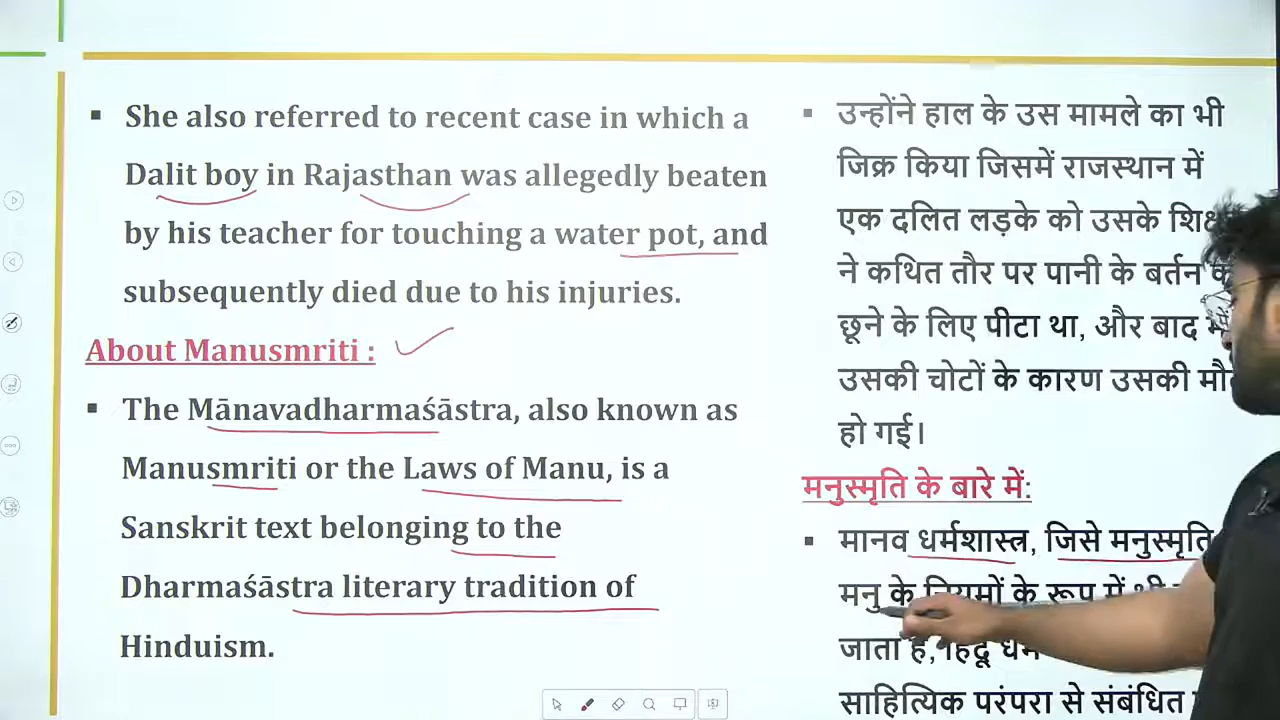 She also referred to recent case in which a
Dalit boy in Rajasthan was allegedly beaten
by his teacher for touching a water pot, and
subsequently died due to his injuries.
About Manusmriti :
The Mānavadharmaśāstra, also known as
Manusmriti or the Laws of Manu, is a
Sanskrit text belonging to the
Dharmaśāstra literary tradition of
Hinduism.
उन्होंने हाल के उस मामले का भी
जिक्र किया जिसमें राजस्थान में
एक दलित लड़के को उसके
ने कथित तौर पर पानी के बर्तन
छूने के लिए पीटा था, और बाद में
उसकी चोटों के कारण उसकी मौत
हो गई।
मनुस्मृति के बारे में:
मानव धर्मशास्त्र, जिसे मनुस्मृति
मनु के नियमों के रूप में भी
जाता है, हिंदू धर्म
साहित्यिक परंपरा से संबंधित